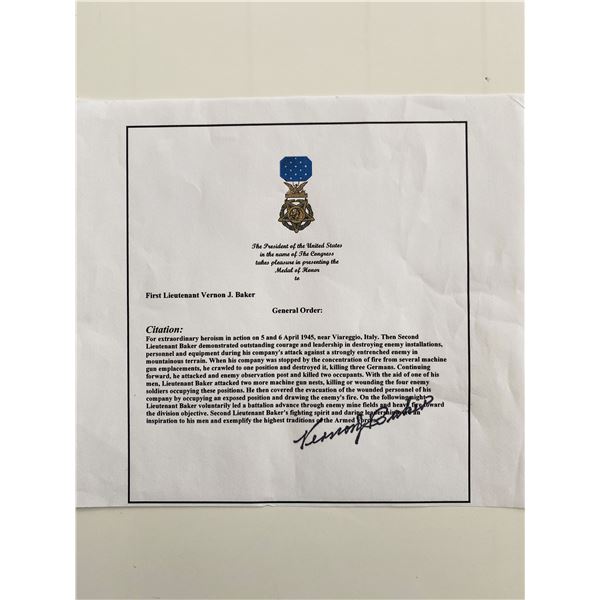 The President of the United States
in the name of The Congress
takes pleasure in presenting the
Medal of Honor
to
First Lieutenant Vernon J. Baker
General Order:
Citation:
For extraordinary heroism in action on 5 and 6 April 1945, near Viareggio, Italy. Then Second
Lieutenant Baker demonstrated outstanding courage and leadership in destroying enemy installations,
personnel and equipment during his company's attack against a strongly entrenched enemy in
mountainous terrain. When his company was stopped by the concentration of fire from several machine
gun emplacements, he crawled to one position and destroyed it, killing three Germans. Continuing
forward, he attacked and enemy observation post and killed two occupants. With the aid of one of his
men, Lieutenant Baker attacked two more machine gun nests, killing or wounding the four enemy
soldiers occupying these positions. He then covered the evacuation of the wounded personnel of his
company by occupying an exposed position and drawing the enemy's fire. On the following night
Lieutenant Baker voluntarily led a battalion advance through enemy mine fields and heavy fire toward
the division objective. Second Lieutenant Baker's fighting spirit and daring leadership were an
inspiration to his men and exemplify the highest traditions of the Armed Forces.
Vernon J Baker